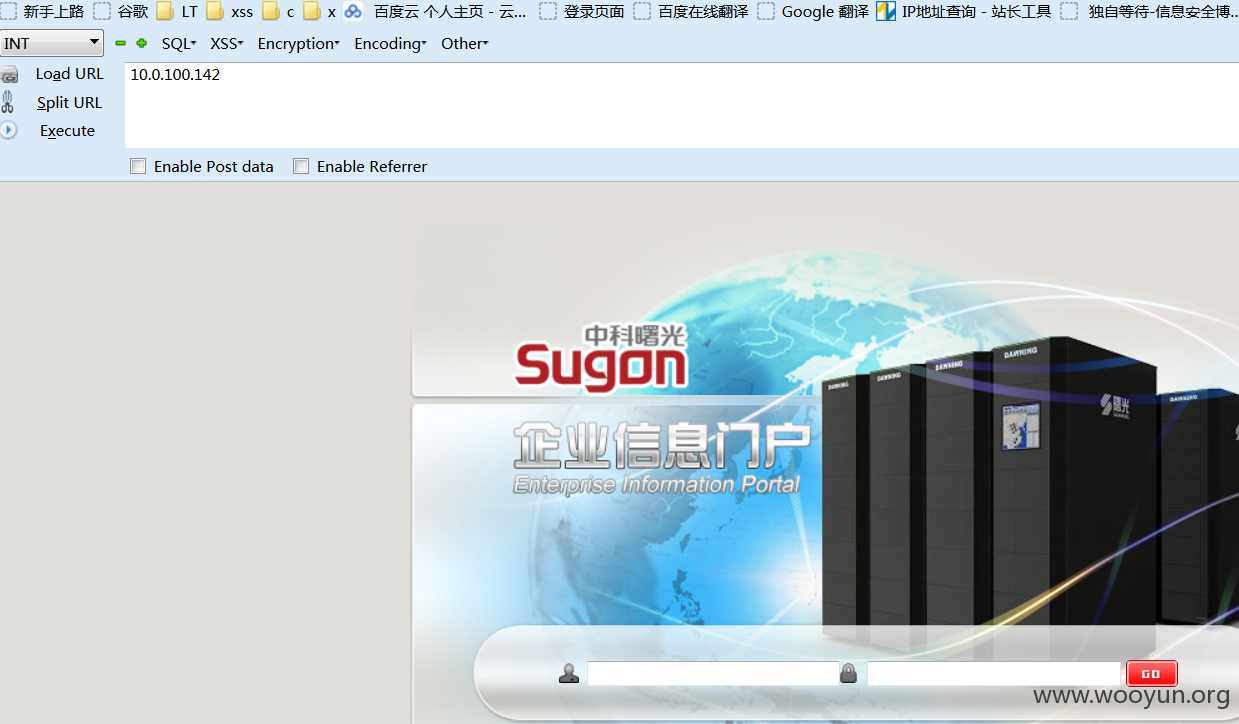 新手上路 谷歌 LT xss c x 百度云 个人主页 - 云... 登录页面 百度在线翻译 Google 翻译 IP地址查询 - 站长工具 独自等待-信息安全博...
INT SQL XSS Encryption Encoding Other
Load URL 10.0.100.142
Split URL
Execute
Enable Post data Enable Referrer
中科曙光
Sugon
DAWNING DAWNING DAWNING DAWNING DAWNING
曙光
企业信息门户
Enterprise Information Portal
GO
www.wooyun.org